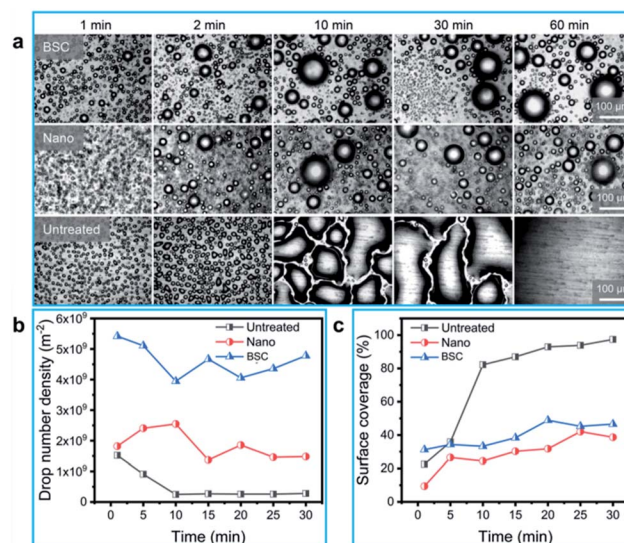 1 min 2 min 10 min 30 min 60 min
a
BSC
100 µm
Nano
100 µm
Untreated
100 µm
b
Drop number density (m⁻²)
6x10⁹
5x10⁹
4x10⁹
3x10⁹
2x10⁹
1x10⁹
0
Untreated
Nano
BSC
0 5 10 15 20 25 30
Time (min)
c
Surface coverage (%)
100
80
60
40
20
0
Untreated
Nano
BSC
0 5 10 15 20 25 30
Time (min)